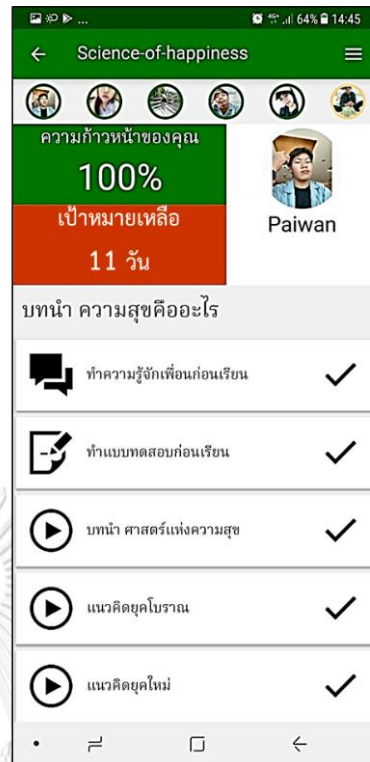 ... 64% 14:45
Science-of-happiness
ความก้าวหน้าของคุณ
100%
เป้าหมายเหลือ
11 วัน
Paiwan
บทนำ ความสุขคืออะไร
ทำความรู้จักเพื่อนก่อนเรียน
ทำแบบทดสอบก่อนเรียน
บทนำ ศาสตร์แห่งความสุข
แนวคิดยุคโบราณ
แนวคิดยุคใหม่